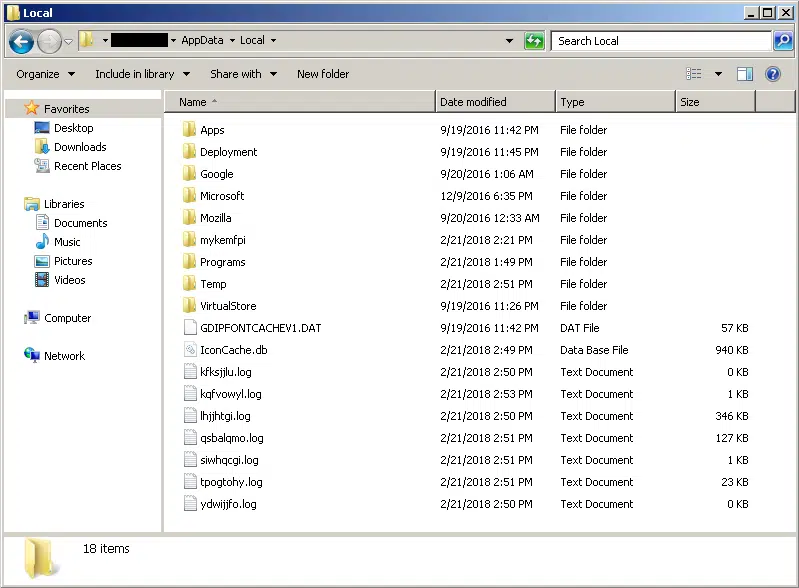 Local
AppData Local
Search Local
Organize Include in library Share with New folder
Name Date modified Type Size
Favorites
Desktop
Downloads
Recent Places
Libraries
Documents
Music
Pictures
Videos
Computer
Network
Apps 9/19/2016 11:42 PM File folder
Deployment 9/19/2016 11:45 PM File folder
Google 9/20/2016 1:06 AM File folder
Microsoft 12/9/2016 6:35 PM File folder
Mozilla 9/20/2016 12:33 AM File folder
mykemfpi 2/21/2018 2:21 PM File folder
Programs 2/21/2018 1:49 PM File folder
Temp 2/21/2018 2:51 PM File folder
VirtualStore 9/19/2016 11:26 PM File folder
GDIPFONTCACHEV1.DAT 9/19/2016 11:42 PM DAT File 57 KB
IconCache.db 2/21/2018 2:49 PM Data Base File 940 KB
kfksjjlu.log 2/21/2018 2:50 PM Text Document 0 KB
kqfvowyl.log 2/21/2018 2:53 PM Text Document 1 KB
lhjjhtgi.log 2/21/2018 2:50 PM Text Document 346 KB
qsbalqmo.log 2/21/2018 2:51 PM Text Document 127 KB
siwhqcgi.log 2/21/2018 2:51 PM Text Document 1 KB
tpogtohy.log 2/21/2018 2:51 PM Text Document 23 KB
ydwijjfo.log 2/21/2018 2:50 PM Text Document 0 KB
18 items